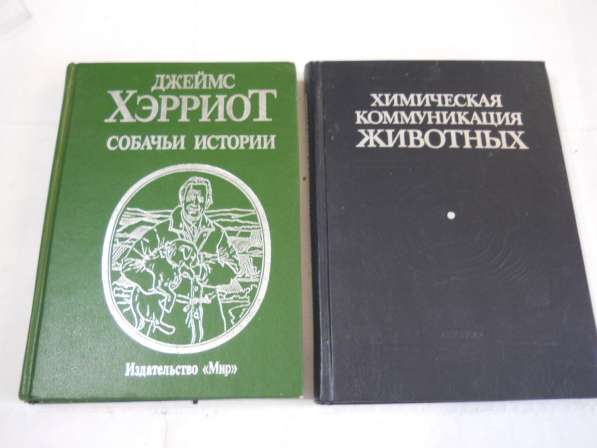 ДЖЕЙМС
ХЭРРИОТ
СОБАЧЬИ ИСТОРИИ
Издательство «Мир»
ХИМИЧЕСКАЯ
КОММУНИКАЦИЯ
ЖИВОТНЫХ